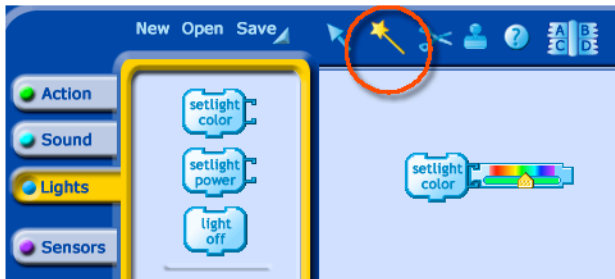 New Open Save
? A B C D
Action
Sound
Lights
Sensors
setlight
color
setlight
power
light
off
setlight
color